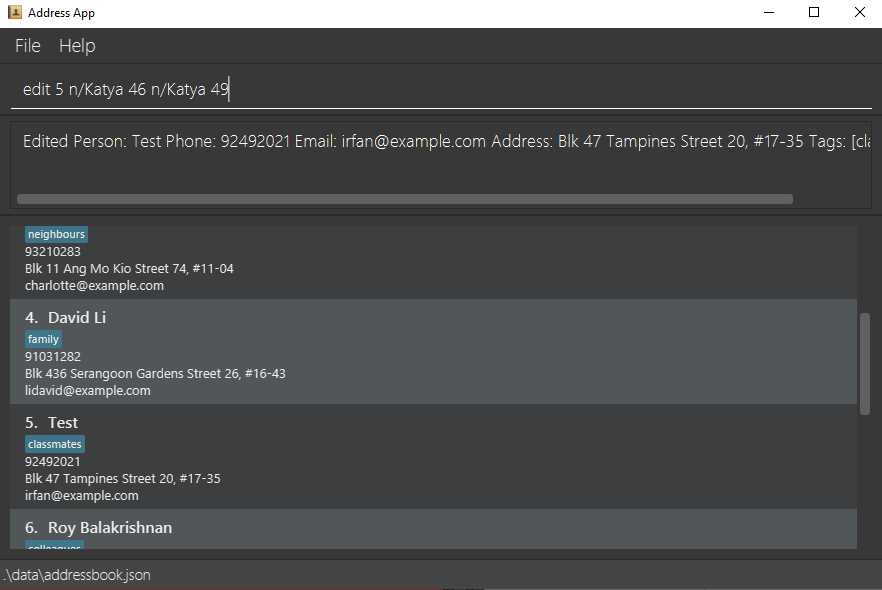 Address App
File Help
edit 5 n/Katya 46 n/Katya 49
Edited Person: Test Phone: 92492021 Email: irfan@example.com Address: Blk 47 Tampines Street 20, #17-35 Tags: [cla
neighbours
93210283
Blk 11 Ang Mo Kio Street 74, #11-04
charlotte@example.com
4. David Li
family
91031282
Blk 436 Serangoon Gardens Street 26, #16-43
lidavid@example.com
5. Test
classmates
92492021
Blk 47 Tampines Street 20, #17-35
irfan@example.com
6. Roy Balakrishnan
colleagues
.\data\addressbook.json